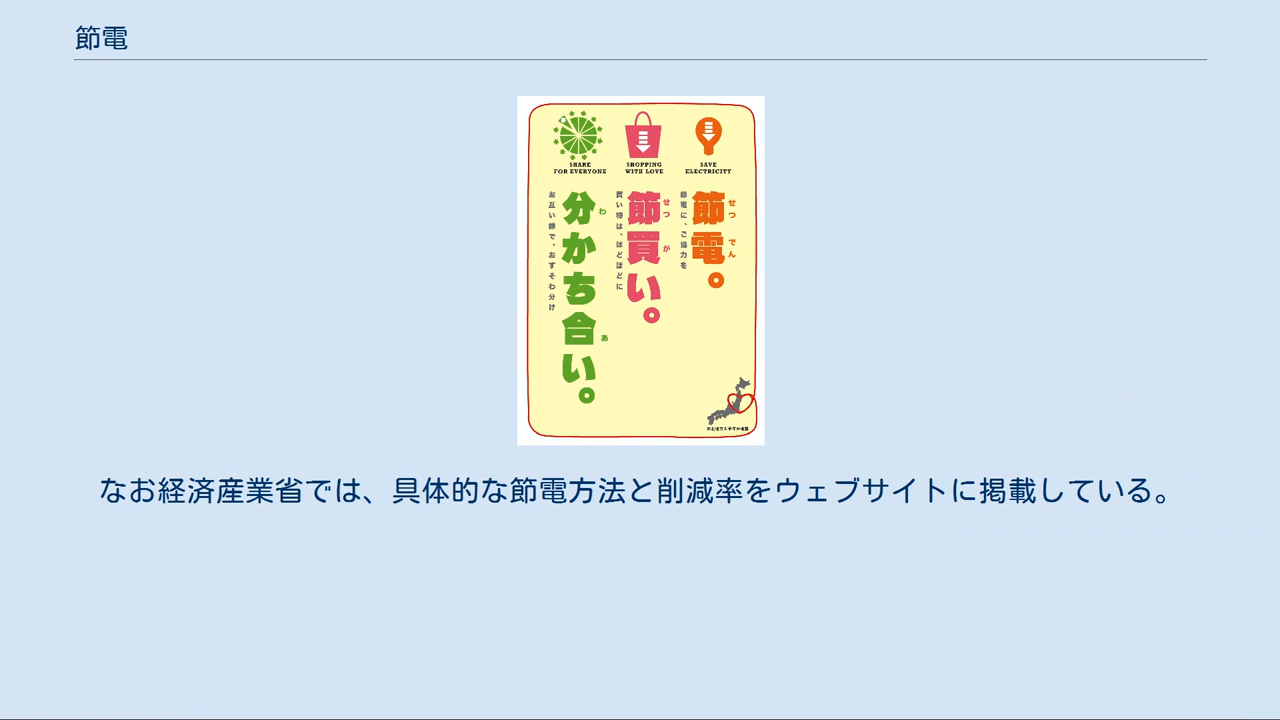 節電
SHARE
FOR EVERYONE
SHOPPING
WITH LOVE
SAVE
ELECTRICITY
節電。
せつでん
節電に、ご協力を
節買い。
せつが
買い物は、ほどほどに
分かち合い。
わあ
お互い様で、おすそわ分け
なお経済産業省では、具体的な節電方法と削減率をウェブサイトに掲載している。